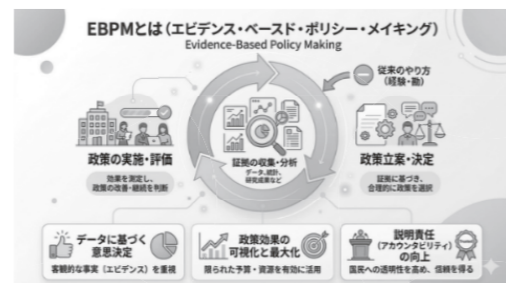 EBPMとは（エビデンス・ベースド・ポリシー・メイキング）
Evidence-Based Policy Making
従来のやり方
（経験・勘）
政策の実施・評価
効果を測定し、
政策の改善・継続を判断
証拠の収集・分析
データ、統計、
研究成果など
政策立案・決定
証拠に基づき、
合理的に政策を選択
データに基づく
意思決定
客観的な事実（エビデンス）を重視
政策効果の
可視化と最大化
限られた予算・資源を有効に活用
説明責任
（アカウンタビリティ）
の向上
国民への透明性を高め、信頼を得る